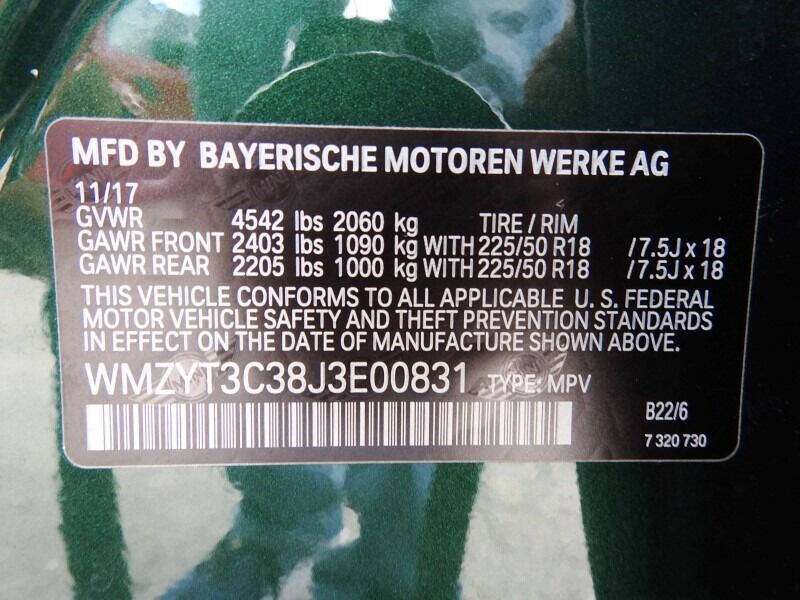 MFD BY BAYERISCHE MOTOREN WERKE AG
11/17
GVWR 4542 lbs 2060 kg TIRE / RIM
GAWR FRONT 2403 lbs 1090 kg WITH 225/50 R18 / 7.5J x 18
GAWR REAR 2205 lbs 1000 kg WITH 225/50 R18 / 7.5J x 18
THIS VEHICLE CONFORMS TO ALL APPLICABLE U. S. FEDERAL
MOTOR VEHICLE SAFETY AND THEFT PREVENTION STANDARDS
IN EFFECT ON THE DATE OF MANUFACTURE SHOWN ABOVE.
WMZYT3C38J3E00831 TYPE: MPV
B22/6
7 320 730